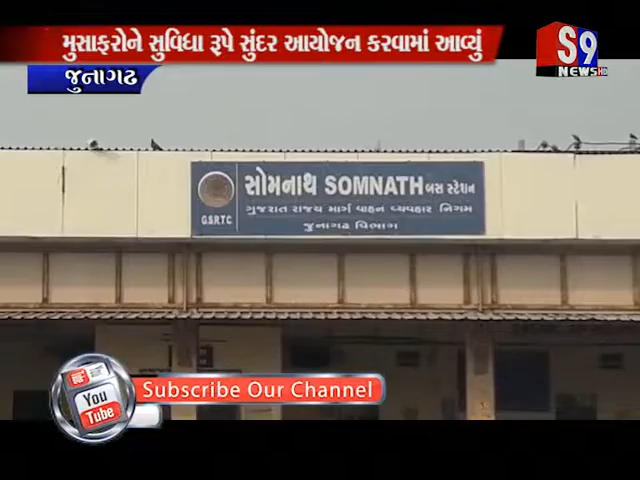 મુસાફરોને સુવિધા રૂપે સુંદર આયોજન કરવામાં આવ્યું
S9
NEWS HD
જુનાગઢ
સોમનાથ SOMNATH બસ સ્ટેશન
ગુજરાત રાજ્ય માર્ગ વાહન વ્યવહાર નિગમ
G.S.R.T.C
જુનાગઢ વિભાગ
You
Tube
Subscribe Our Channel